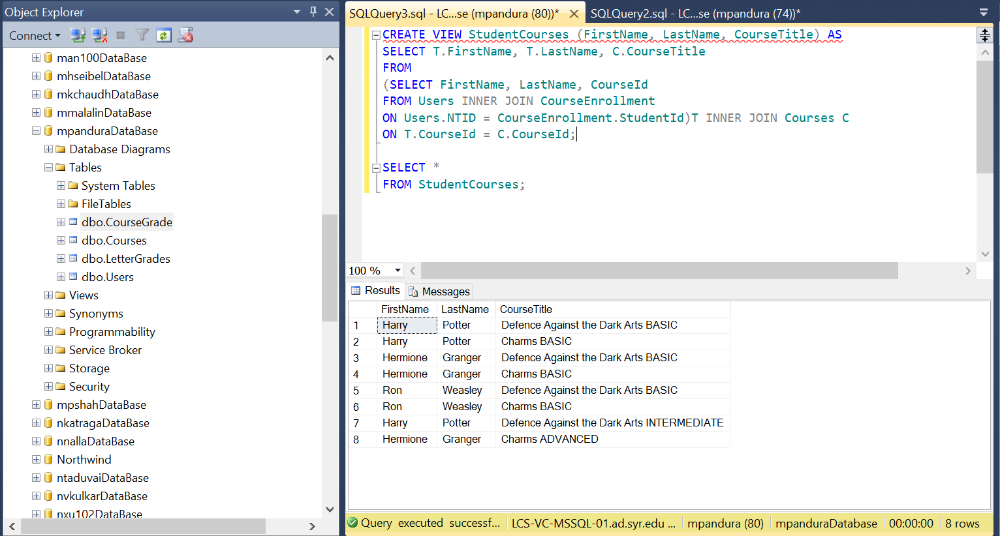 Object Explorer
Connect
man100DataBase
mhseibelDataBase
mkchaudhDataBase
mmalalinDataBase
mpanduraDataBase
Database Diagrams
Tables
System Tables
FileTables
dbo.CourseGrade
dbo.Courses
dbo.LetterGrades
dbo.Users
Views
Synonyms
Programmability
Service Broker
Storage
Security
mpshahDataBase
nkatragaDataBase
nnallaDataBase
Northwind
ntaduvaiDataBase
nvkulkarDataBase
nxu102DataBase
SQLQuery3.sql - LC...se (mpandura (80))* SQLQuery2.sql - LC...se (mpandura (74))*
CREATE VIEW StudentCourses (FirstName, LastName, CourseTitle) AS
SELECT T.FirstName, T.LastName, C.CourseTitle
FROM
(SELECT FirstName, LastName, CourseId
FROM Users INNER JOIN CourseEnrollment
ON Users.NTID = CourseEnrollment.StudentId)T INNER JOIN Courses C
ON T.CourseId = C.CourseId;
SELECT *
FROM StudentCourses;
100 %
Results Messages
FirstName LastName CourseTitle
1 Harry Potter Defence Against the Dark Arts BASIC
2 Harry Potter Charms BASIC
3 Hermione Granger Defence Against the Dark Arts BASIC
4 Hermione Granger Charms BASIC
5 Ron Weasley Defence Against the Dark Arts BASIC
6 Ron Weasley Charms BASIC
7 Harry Potter Defence Against the Dark Arts INTERMEDIATE
8 Hermione Granger Charms ADVANCED
Query executed successf... LCS-VC-MSSQL-01.ad.syr.edu ... mpandura (80) mpanduraDatabase 00:00:00 8 rows